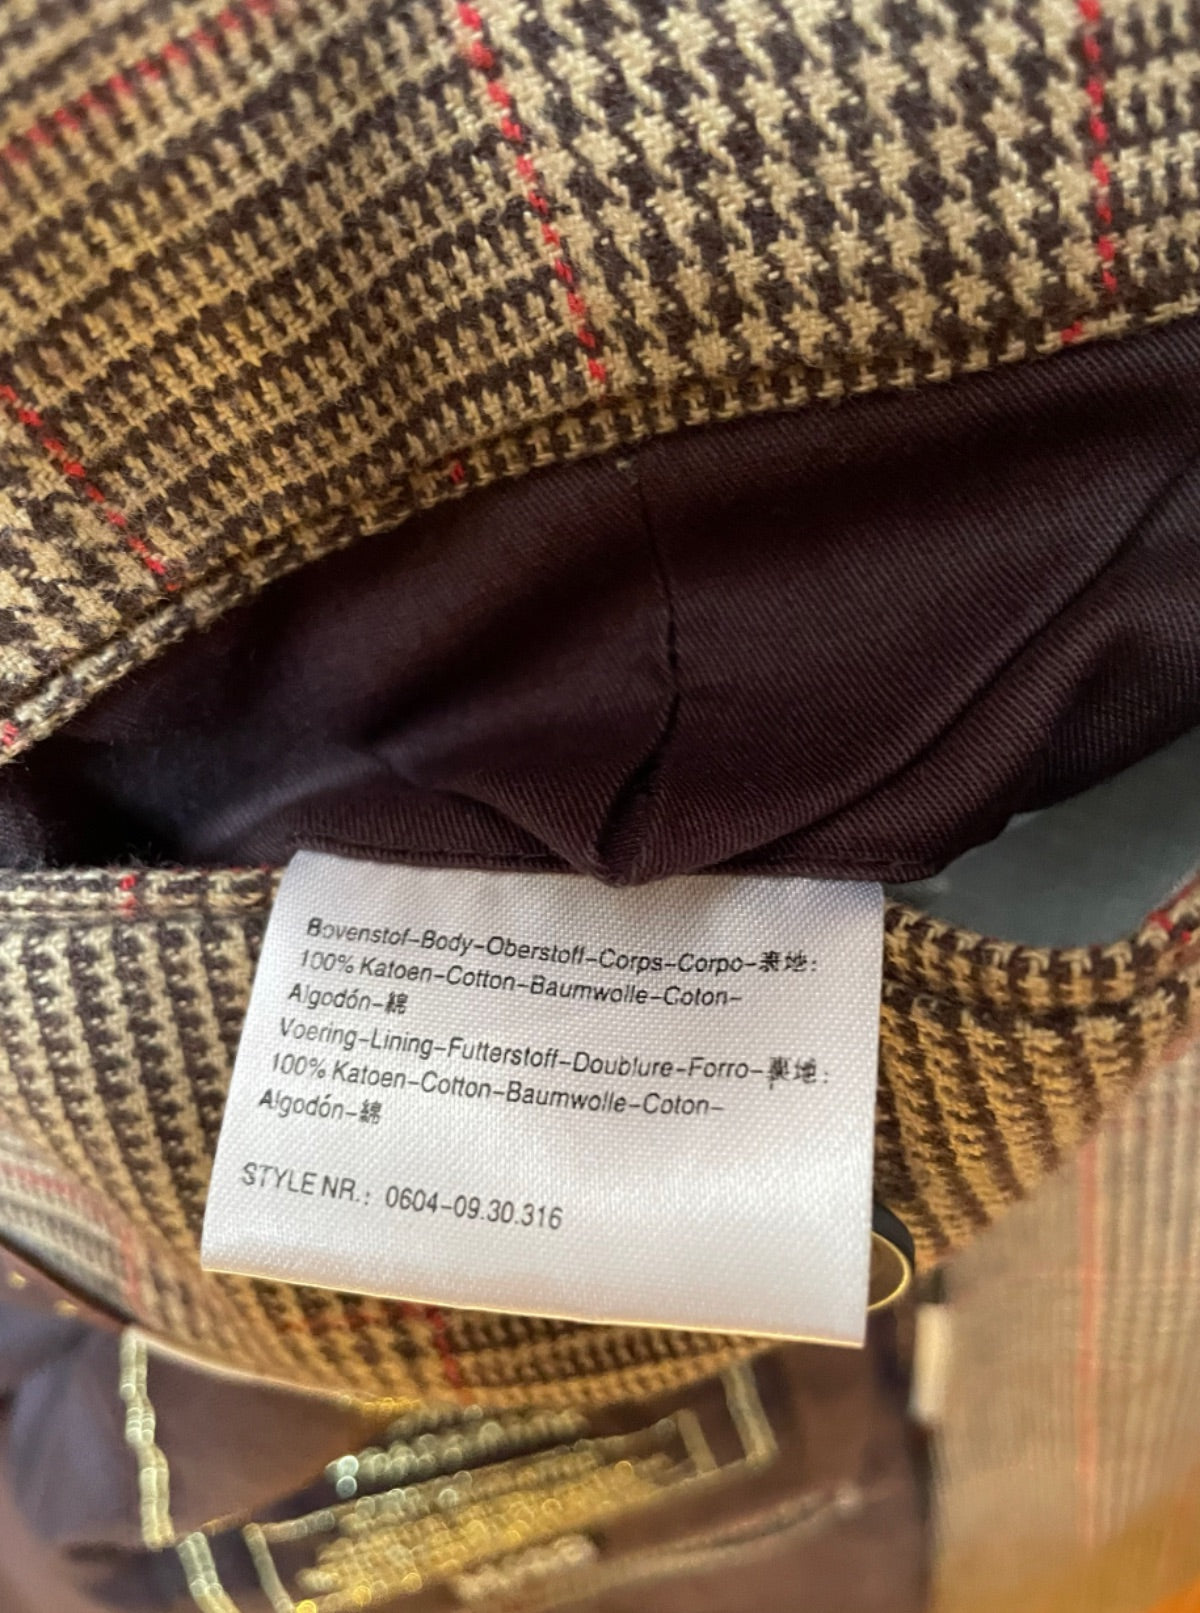 Bovenstof-Body-Oberstoff-Corps-Corpo-表地:
100% Katoen-Cotton-Baumwolle-Coton-
Algodón-綿
Voering-Lining-Futterstoff-Doublure-Forro-裏地:
100% Katoen-Cotton-Baumwolle-Coton-
Algodón-綿
STYLE NR.: 0604-09.30.316